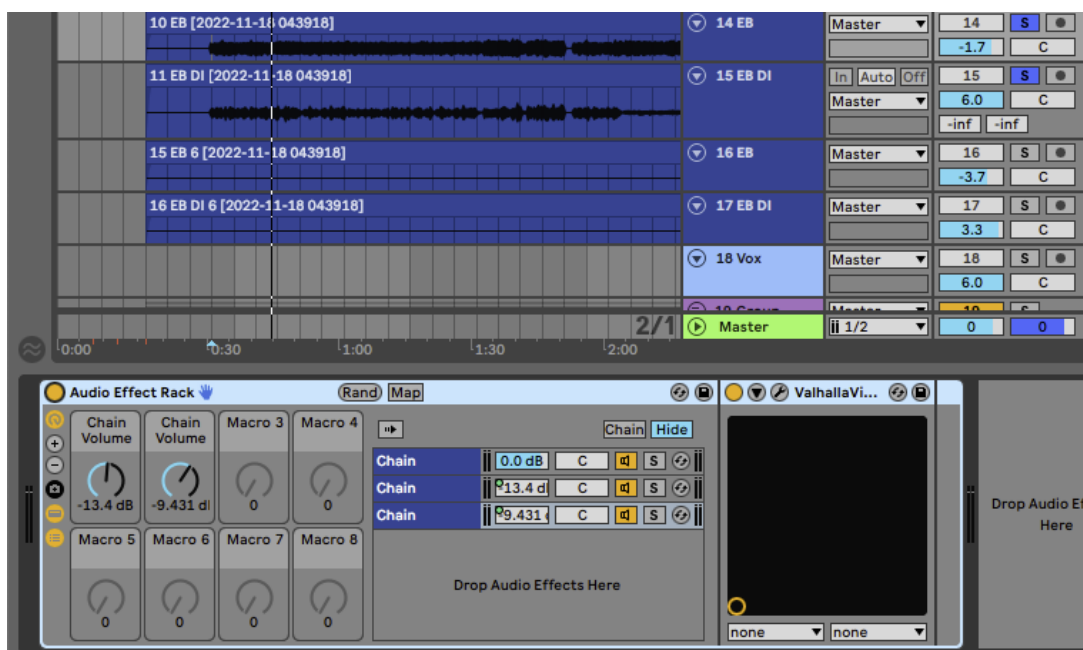 10 EB [2022-11-18 043918]
14 EB
Master
14
S
-1.7
C
11 EB DI [2022-11-18 043918]
15 EB DI
In Auto Off
15
S
Master
6.0
C
-inf -inf
15 EB 6 [2022-11-18 043918]
16 EB
Master
16
S
-3.7
C
16 EB DI 6 [2022-11-18 043918]
17 EB DI
Master
17
S
3.3
C
18 Vox
Master
18
S
6.0
C
2/1
Master
1/2
0
0
0:00
0:30
1:00
1:30
2:00
Audio Effect Rack
Rand Map
ValhallaVi...
Chain Volume
Chain Volume
Macro 3
Macro 4
-13.4 dB
-9.431 d
0
0
Macro 5
Macro 6
Macro 7
Macro 8
0
0
0
0
Chain Hide
Chain
0.0 dB
C
S
Chain
-13.4 d
C
S
Chain
9.431
C
S
Drop Audio Effects Here
none
none
Drop Audio Ef
Here